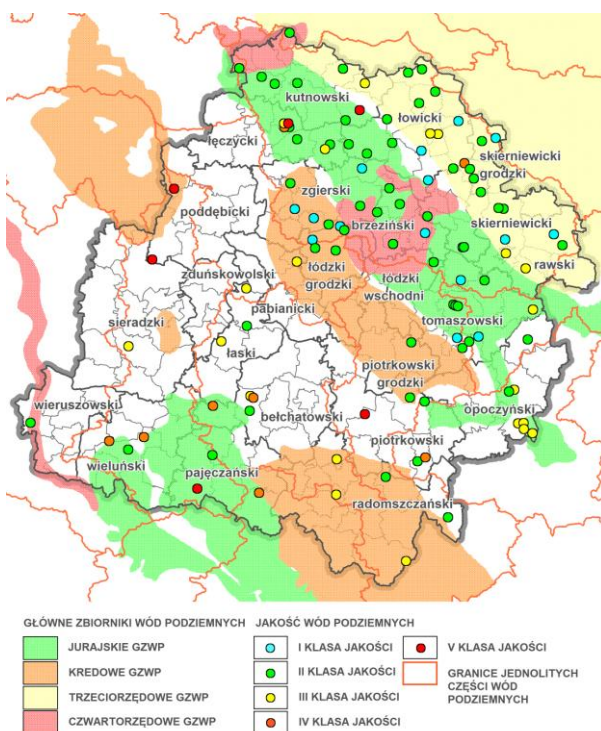 kutnowski
łowicki
łęczycki
skierniewicki
grodzki
zgierski
poddębicki
brzeziński
skierniewicki
rawski
zduńskowolski
łódzki
grodzki
łódzki
wschodni
pabianicki
sieradzki
tomaszowski
łaski
piotrkowski
grodzki
wieruszowski
bełchatowski
opoczyński
piotrkowski
wieluński
pajęczański
radomszczański
GŁÓWNE ZBIORNIKI WÓD PODZIEMNYCH
JURAJSKIE GZWP
KREDOWE GZWP
TRZECIORZĘDOWE GZWP
CZWARTORZĘDOWE GZWP
JAKOŚĆ WÓD PODZIEMNYCH
I KLASA JAKOŚCI
II KLASA JAKOŚCI
III KLASA JAKOŚCI
IV KLASA JAKOŚCI
V KLASA JAKOŚCI
GRANICE JEDNOLITYCH
CZĘŚCI WÓD
PODZIEMNYCH